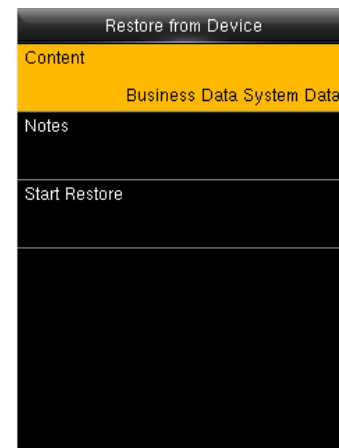 Restore from Device
Content
Business Data System Data
Notes
Start Restore